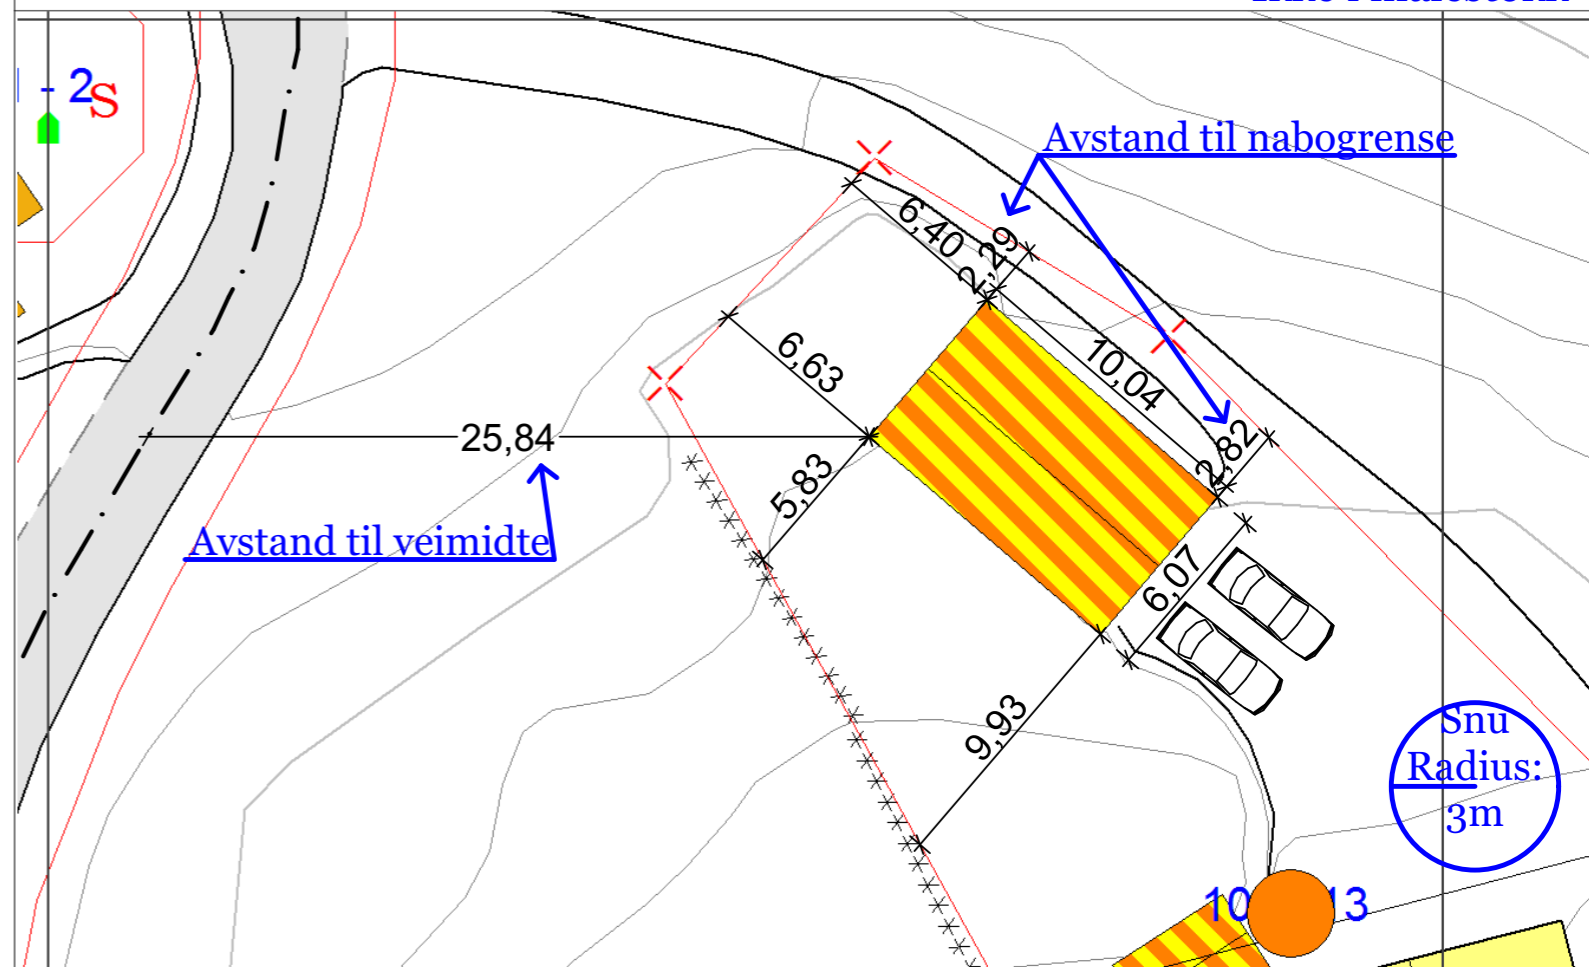 - 2
S
Avstand til nabogrense
6,40
2,29
10,04
6,63
25,84
2,82
5,83
Avstand til veimidte
6,07
9,93
Snu
Radius:
3m
10
13